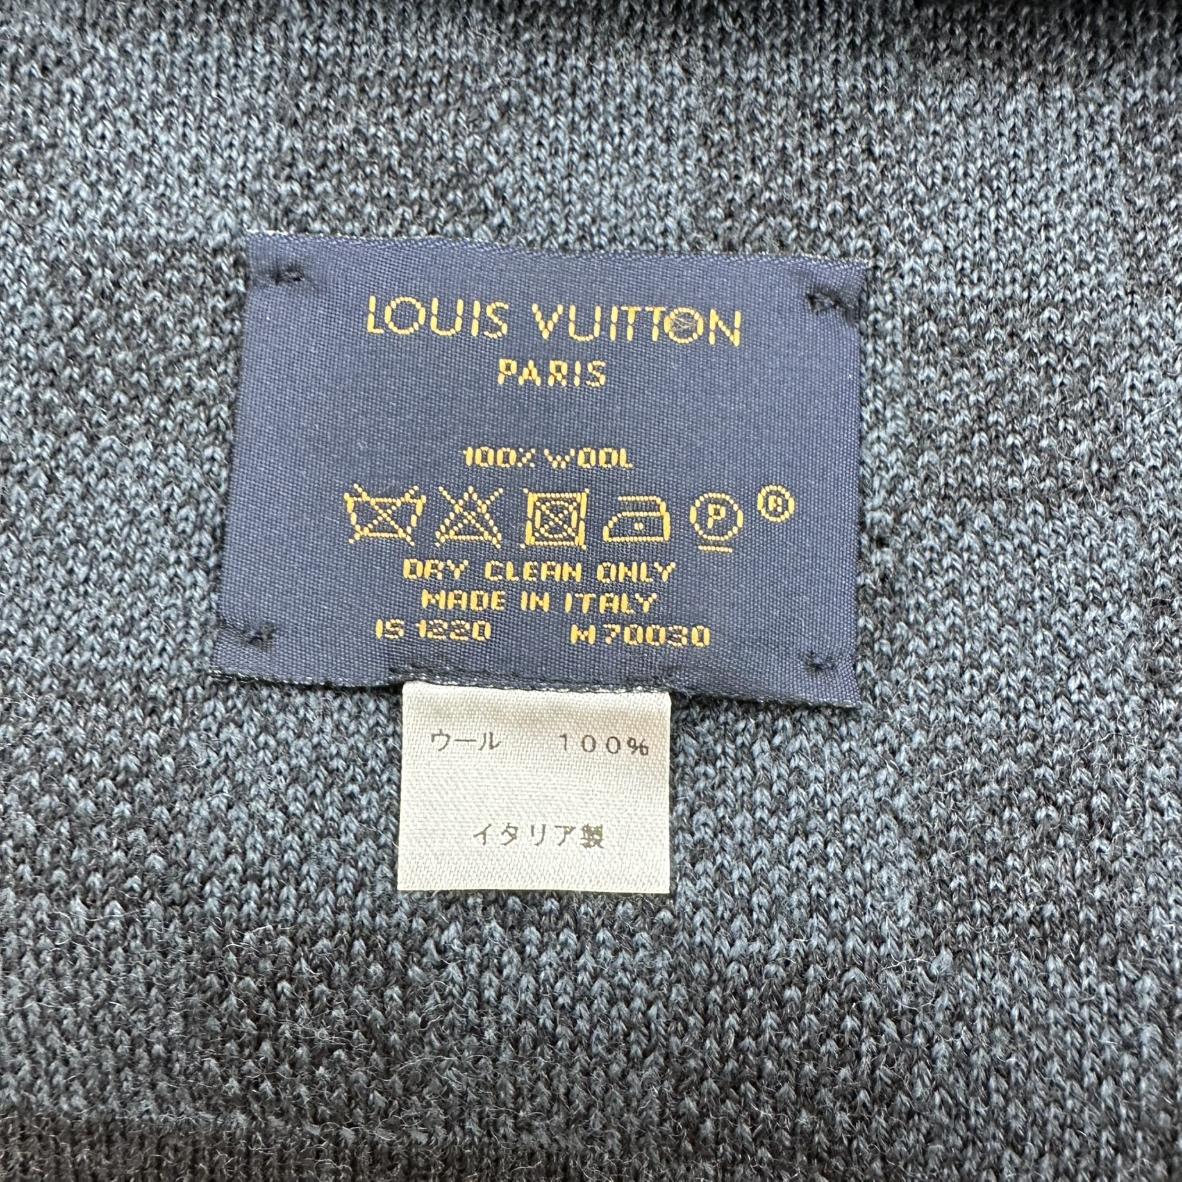 LOUIS VUITTON
PARIS
100% WOOL
P ®
DRY CLEAN ONLY
MADE IN ITALY
IS 1220 M70030
ウール 100%
イタリア製